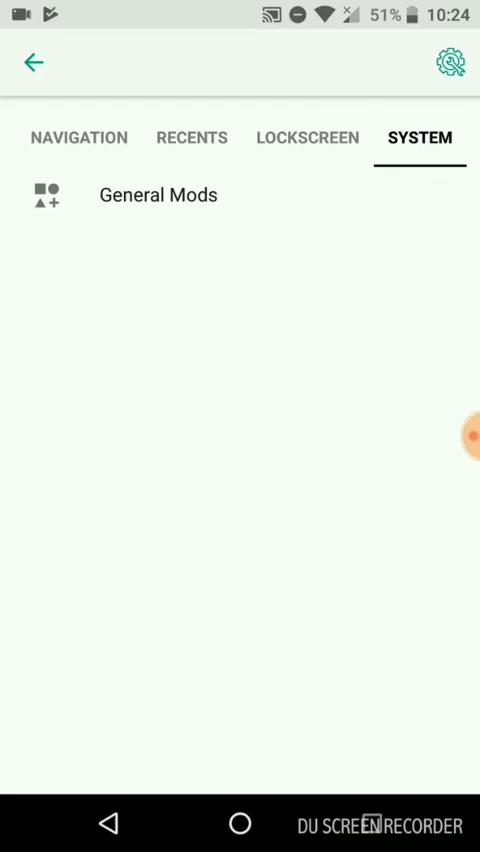 51% 10:24
NAVIGATION RECENTS LOCKSCREEN SYSTEM
General Mods
DU SCREEN RECORDER